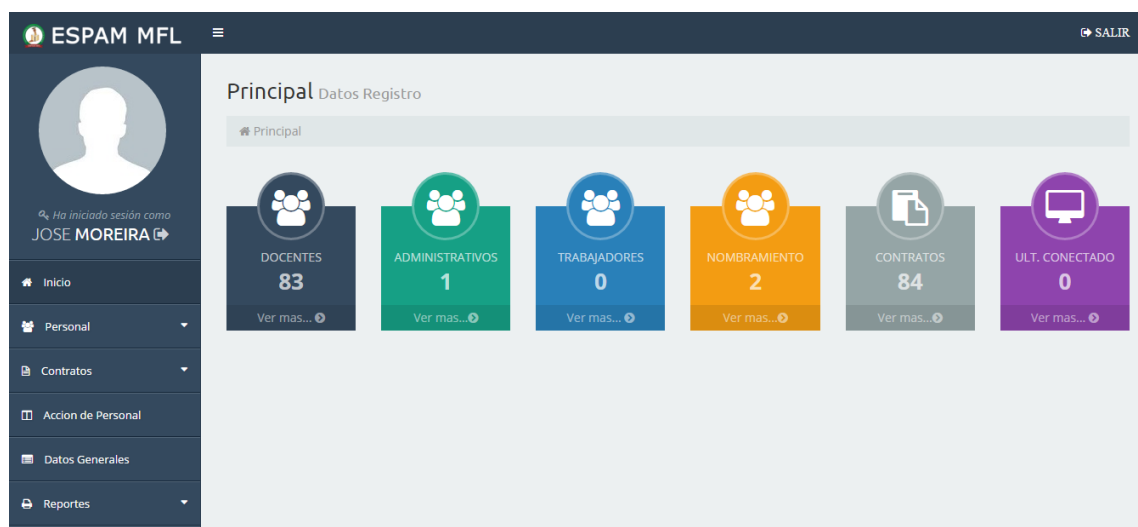 ESPAM MFL
SALIR
Ha iniciado sesión como
JOSE MOREIRA
Inicio
Personal
Contratos
Accion de Personal
Datos Generales
Reportes
Principal Datos Registro
Principal
DOCENTES
83
Ver mas...
ADMINISTRATIVOS
1
Ver mas...
TRABAJADORES
0
Ver mas...
NOMBRAMIENTO
2
Ver mas...
CONTRATOS
84
Ver mas...
ULT. CONECTADO
0
Ver mas...